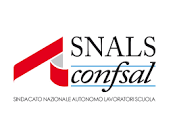 SNALS
confsal
SINDACATO NAZIONALE AUTONOMO LAVORATORI SCUOLA